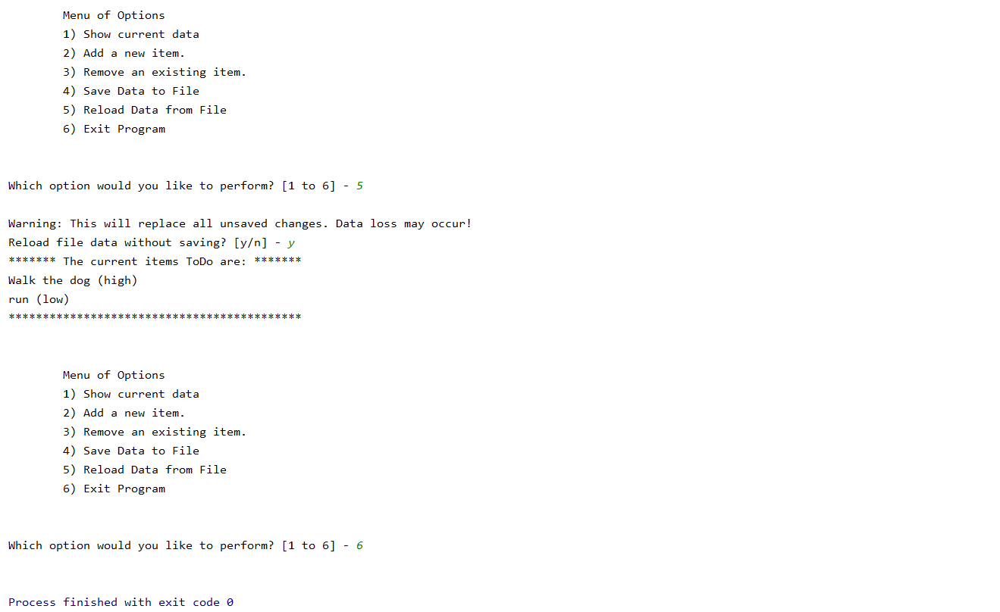 Menu of Options
1) Show current data
2) Add a new item.
3) Remove an existing item.
4) Save Data to File
5) Reload Data from File
6) Exit Program
Which option would you like to perform? [1 to 6] - 5
Warning: This will replace all unsaved changes. Data loss may occur!
Reload file data without saving? [y/n] - y
******* The current items ToDo are: *******
Walk the dog (high)
run (low)
*******************************************
Menu of Options
1) Show current data
2) Add a new item.
3) Remove an existing item.
4) Save Data to File
5) Reload Data from File
6) Exit Program
Which option would you like to perform? [1 to 6] - 6
Process finished with exit code 0